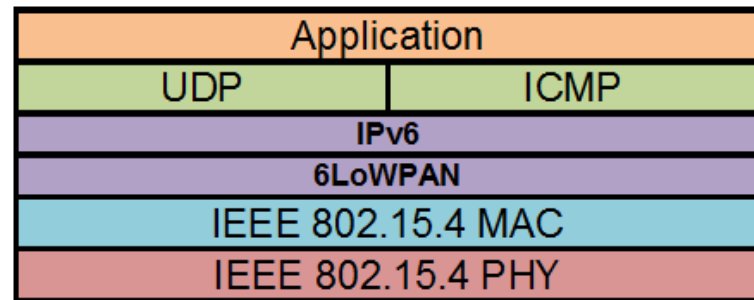 Application
UDP ICMP
IPv6
6LoWPAN
IEEE 802.15.4 MAC
IEEE 802.15.4 PHY